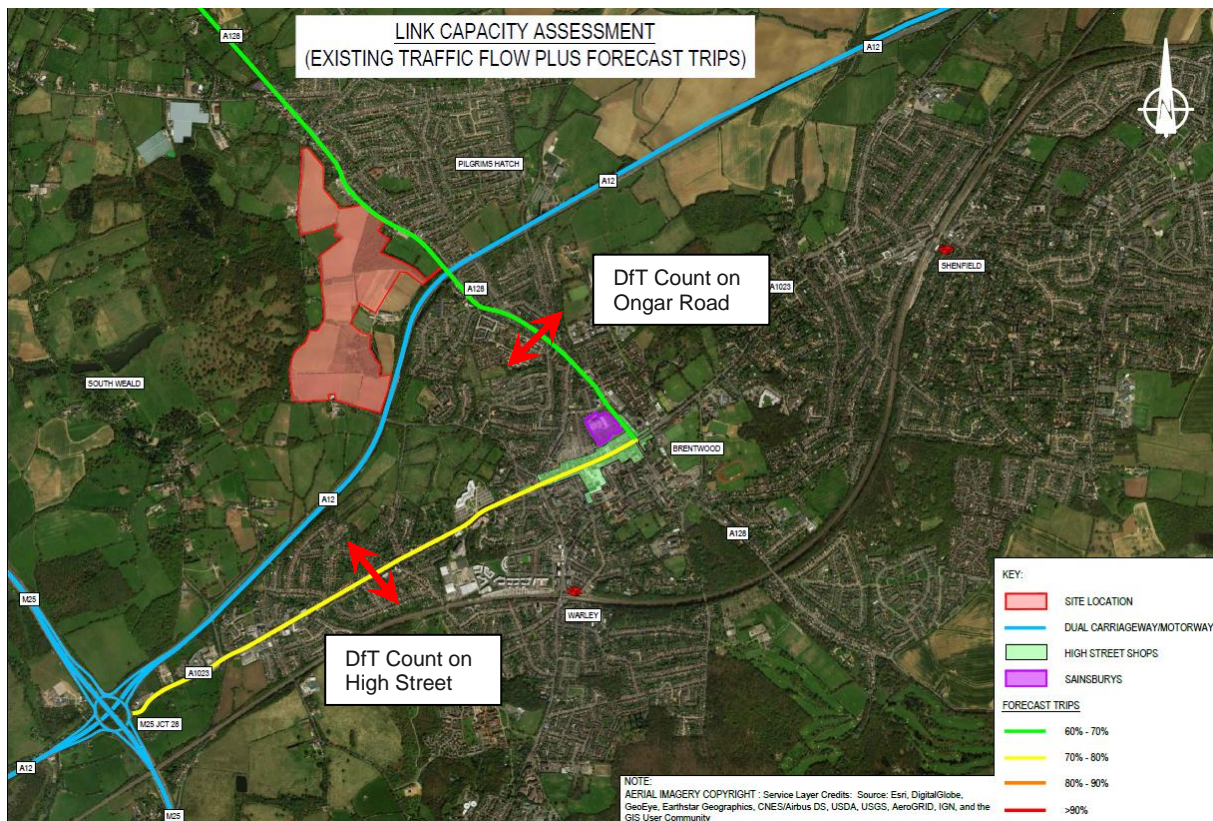 LINK CAPACITY ASSESSMENT
(EXISTING TRAFFIC FLOW PLUS FORECAST TRIPS)
A128
A12
PILGRIMS HATCH
A12
SHENFIELD
DfT Count on
Ongar Road
A128
A1023
SOUTH WEALD
BRENTWOOD
A12
A128
M25
WARLEY
DfT Count on
High Street
A1023
M25 JCT 28
A12
M25
KEY:
SITE LOCATION
DUAL CARRIAGEWAY/MOTORWAY
HIGH STREET SHOPS
SAINSBURYS
FORECAST TRIPS
60% - 70%
70% - 80%
80% - 90%
>90%
NOTE:
AERIAL IMAGERY COPYRIGHT : Service Layer Credits: Source: Esri, DigitalGlobe,
GeoEye, Earthstar Geographics, CNES/Airbus DS, USDA, USGS, AeroGRID, IGN, and the
GIS User Community